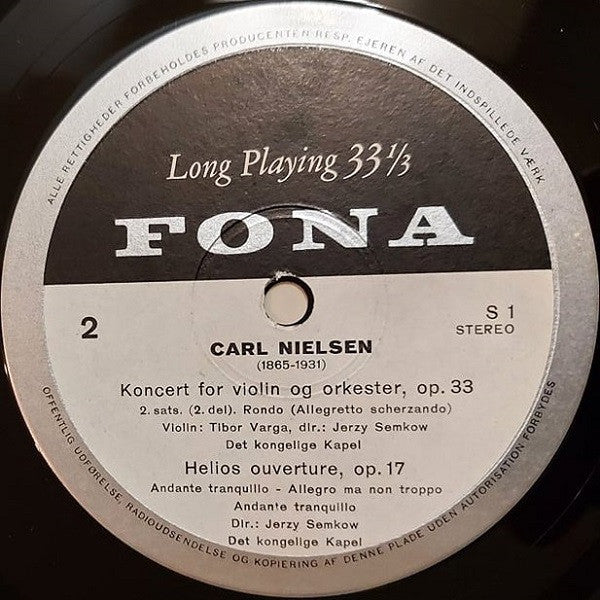 ALLE RETTIGHEDER FORBEHOLDES PRODUCENTEN RESP. EJEREN AF DET INDSPILLEDE VÆRK
Long Playing 33 1/3
FONA
2
S 1
STEREO
CARL NIELSEN
(1865-1931)
Koncert for violin og orkester, op. 33
2. sats. (2. del). Rondo (Allegretto scherzando)
Violin: Tibor Varga, dir.: Jerzy Semkow
Det kongelige Kapel
Helios ouverture, op. 17
Andante tranquillo - Allegro ma non troppo
Andante tranquillo
Dir.: Jerzy Semkow
Det kongelige Kapel
OFFENTLIG UDFØRELSE, RADIOUDSENDELSE OG KOPIERING AF DENNE PLADE UDEN AUTORISATION FORBYDES